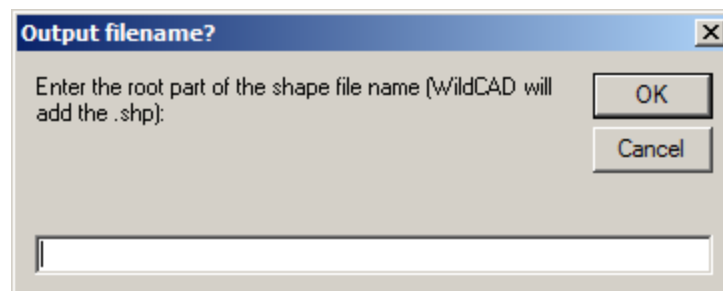 Output filename?
Enter the root part of the shape file name (WildCAD will
add the .shp):
OK
Cancel